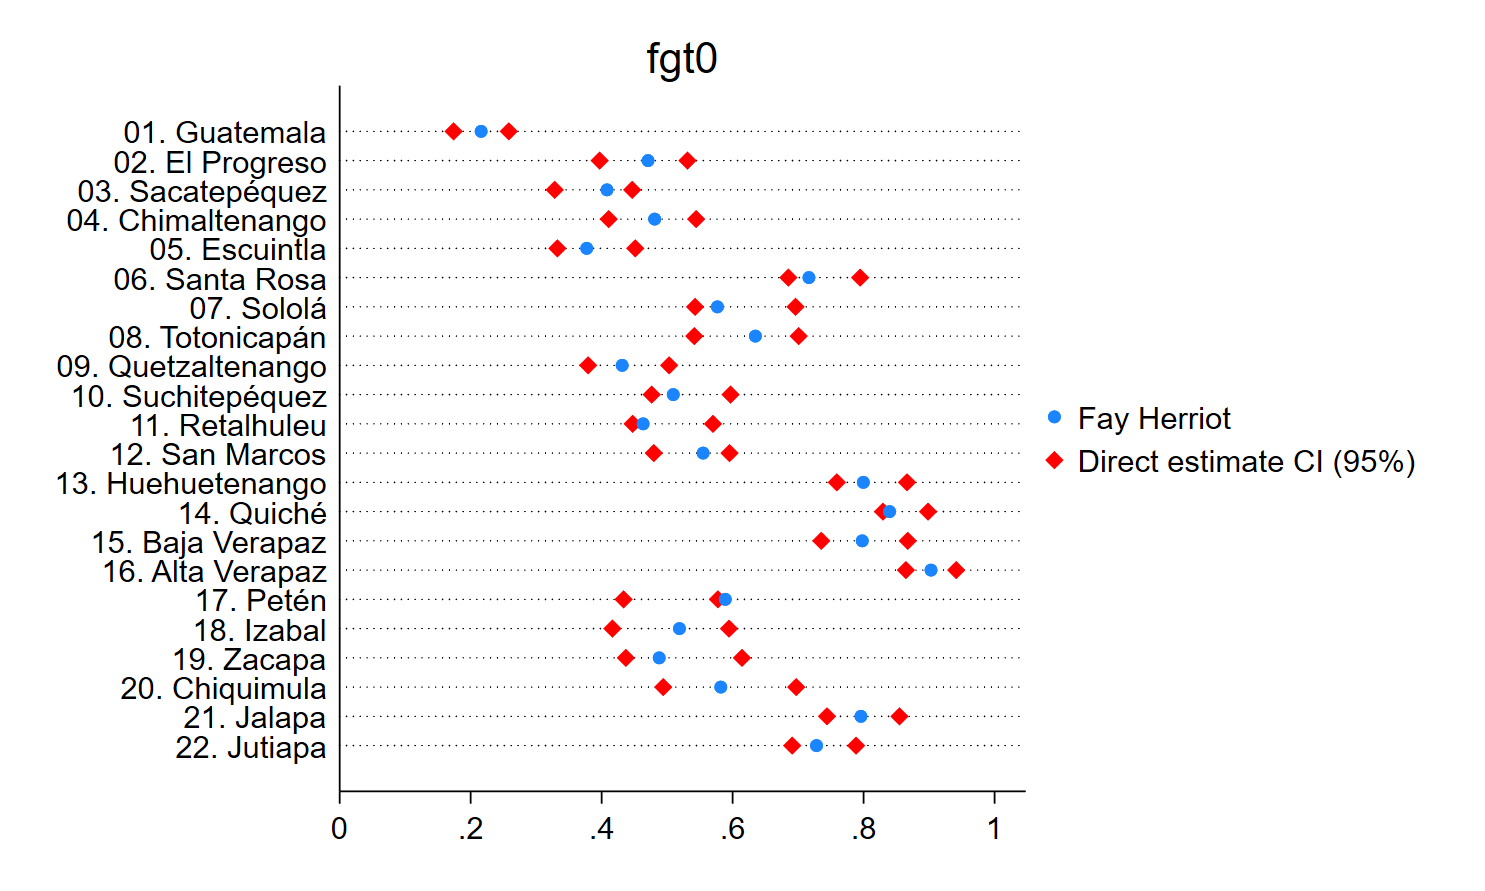 fgt0
01. Guatemala
02. El Progreso
03. Sacatepéquez
04. Chimaltenango
05. Escuintla
06. Santa Rosa
07. Sololá
08. Totonicapán
09. Quetzaltenango
10. Suchitepéquez
11. Retalhuleu
12. San Marcos
13. Huehuetenango
14. Quiché
15. Baja Verapaz
16. Alta Verapaz
17. Petén
18. Izabal
19. Zacapa
20. Chiquimula
21. Jalapa
22. Jutiapa
0 .2 .4 .6 .8 1
Fay Herriot
Direct estimate CI (95%)